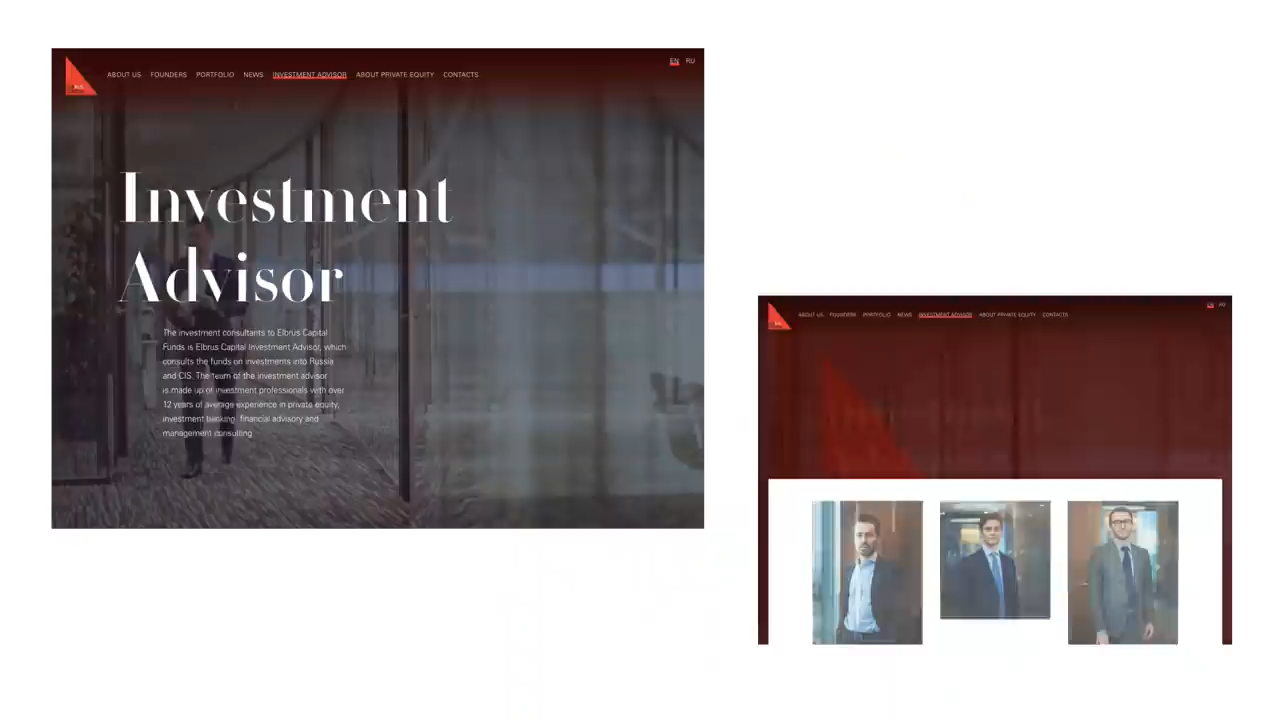 EN RU
ABOUT US FOUNDERS PORTFOLIO NEWS INVESTMENT ADVISOR ABOUT PRIVATE EQUITY CONTACTS
Investment
Advisor
The investment consultants to Elbrus Capital
Funds is Elbrus Capital Investment Advisor, which
consults the funds on investments into Russia
and CIS. The team of the investment advisor
is made up of investment professionals with over
12 years of average experience in private equity,
investment banking, financial advisory and
management consulting
EN RU
ABOUT US FOUNDERS PORTFOLIO NEWS INVESTMENT ADVISOR ABOUT PRIVATE EQUITY CONTACTS